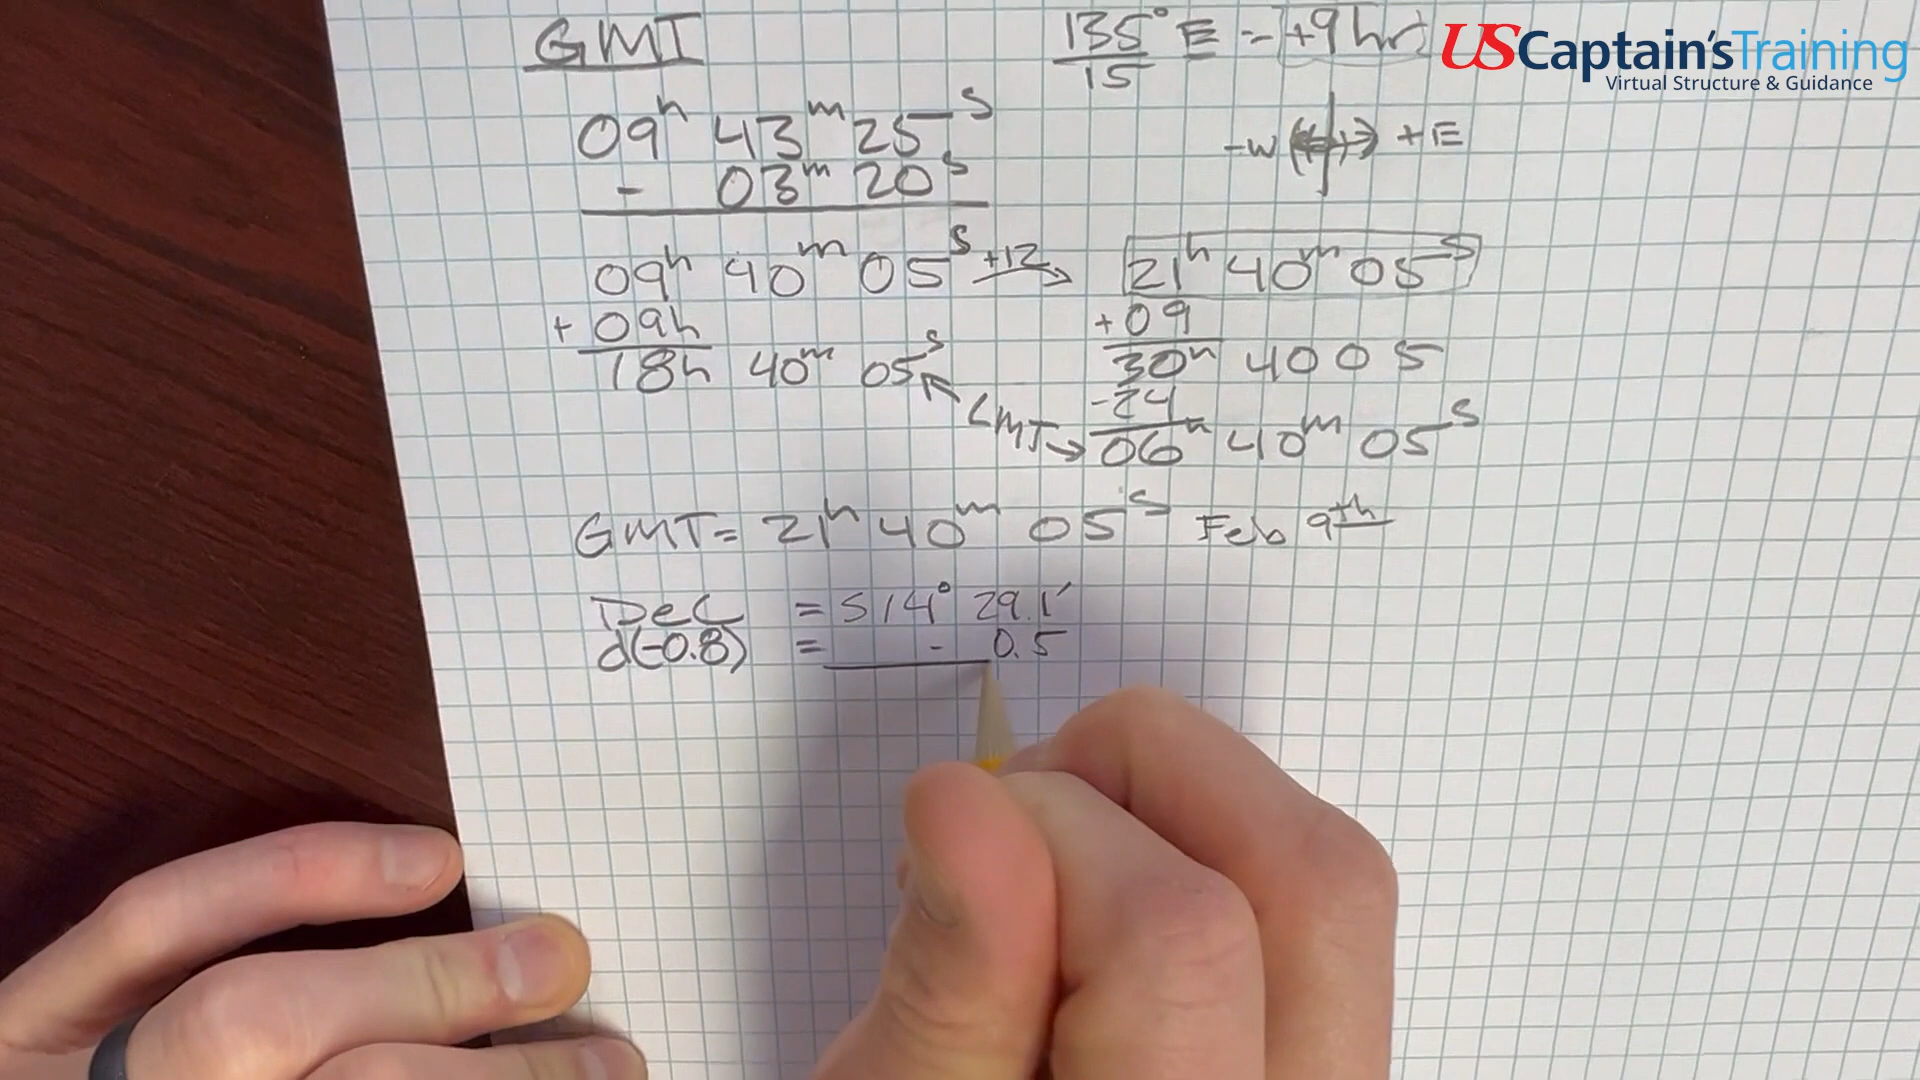 GMT
135° E = +9hr
15
US Captain's Training
Virtual Structure & Guidance
09h 43m 25s
- 03m 20s
-W +E
09h 40m 05s +12
21h 40m 05s
+ 09h
+ 09
18h 40m 05s
30h 40 05
-24
LMT
06h 40m 05s
GMT = 21h 40m 05s Feb 9th
Dec = S 14° 29.1'
d(-0.8) = - 0.5